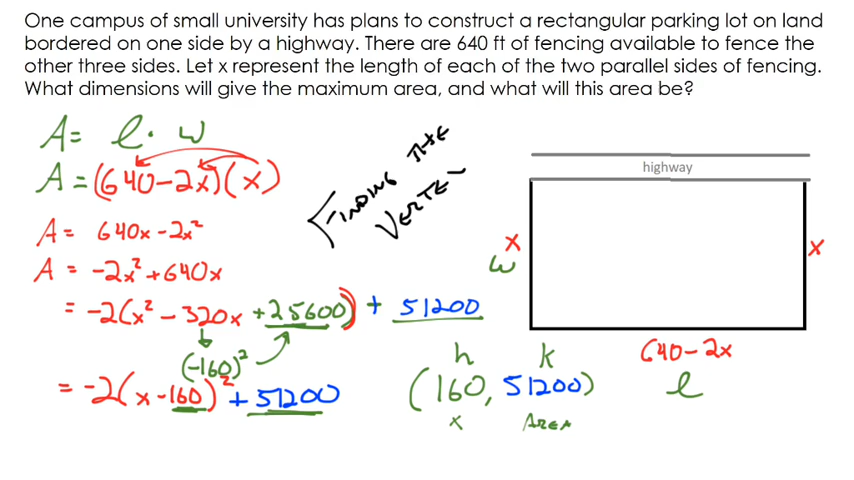 One campus of small university has plans to construct a rectangular parking lot on land
bordered on one side by a highway. There are 640 ft of fencing available to fence the
other three sides. Let x represent the length of each of the two parallel sides of fencing.
What dimensions will give the maximum area, and what will this area be?
A = l · w
A = (640-2x)(x)
A = 640x - 2x²
A = -2x² + 640x
= -2(x² - 320x + 25600) + 51200
(-160)²
= -2(x - 160)² + 51200
FINDING THE
VERTE
h k
(160, 51200)
x AREA
highway
x
w
x
640-2x
l